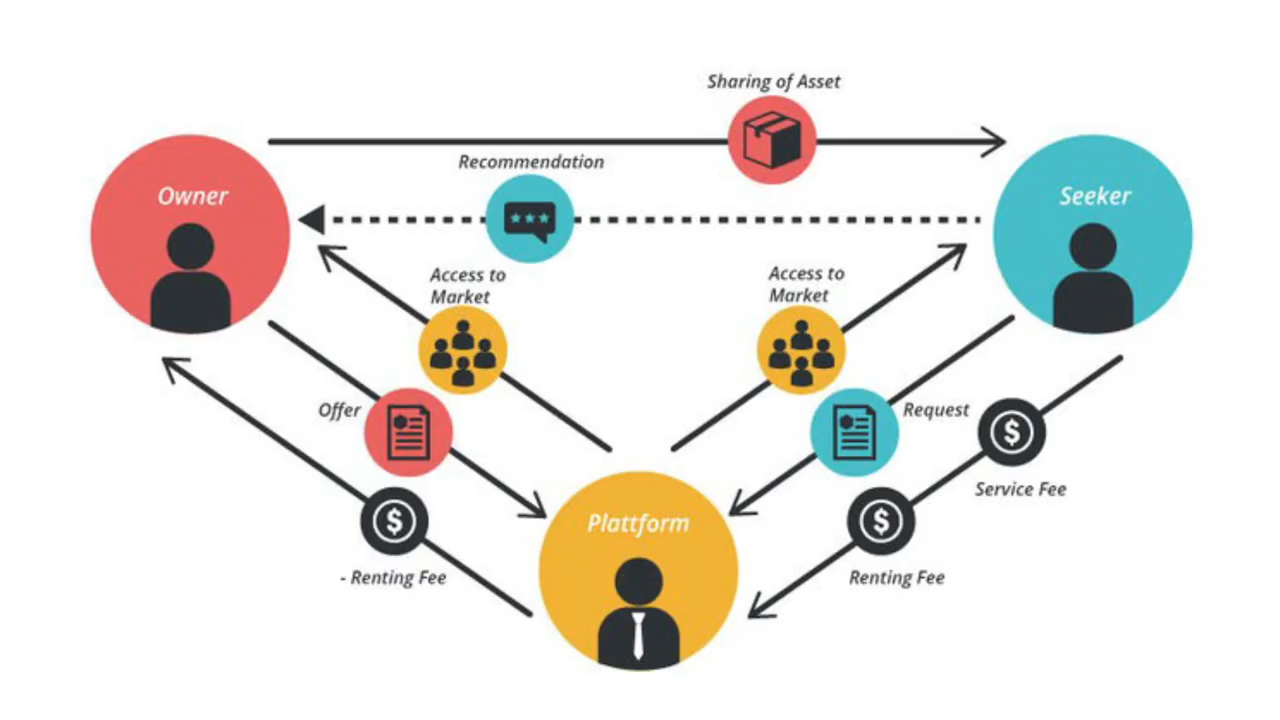 Sharing of Asset
Recommendation
Owner
Seeker
Access to
Market
Access to
Market
Offer
Request
Service Fee
Plattform
- Renting Fee
Renting Fee
$
$
$